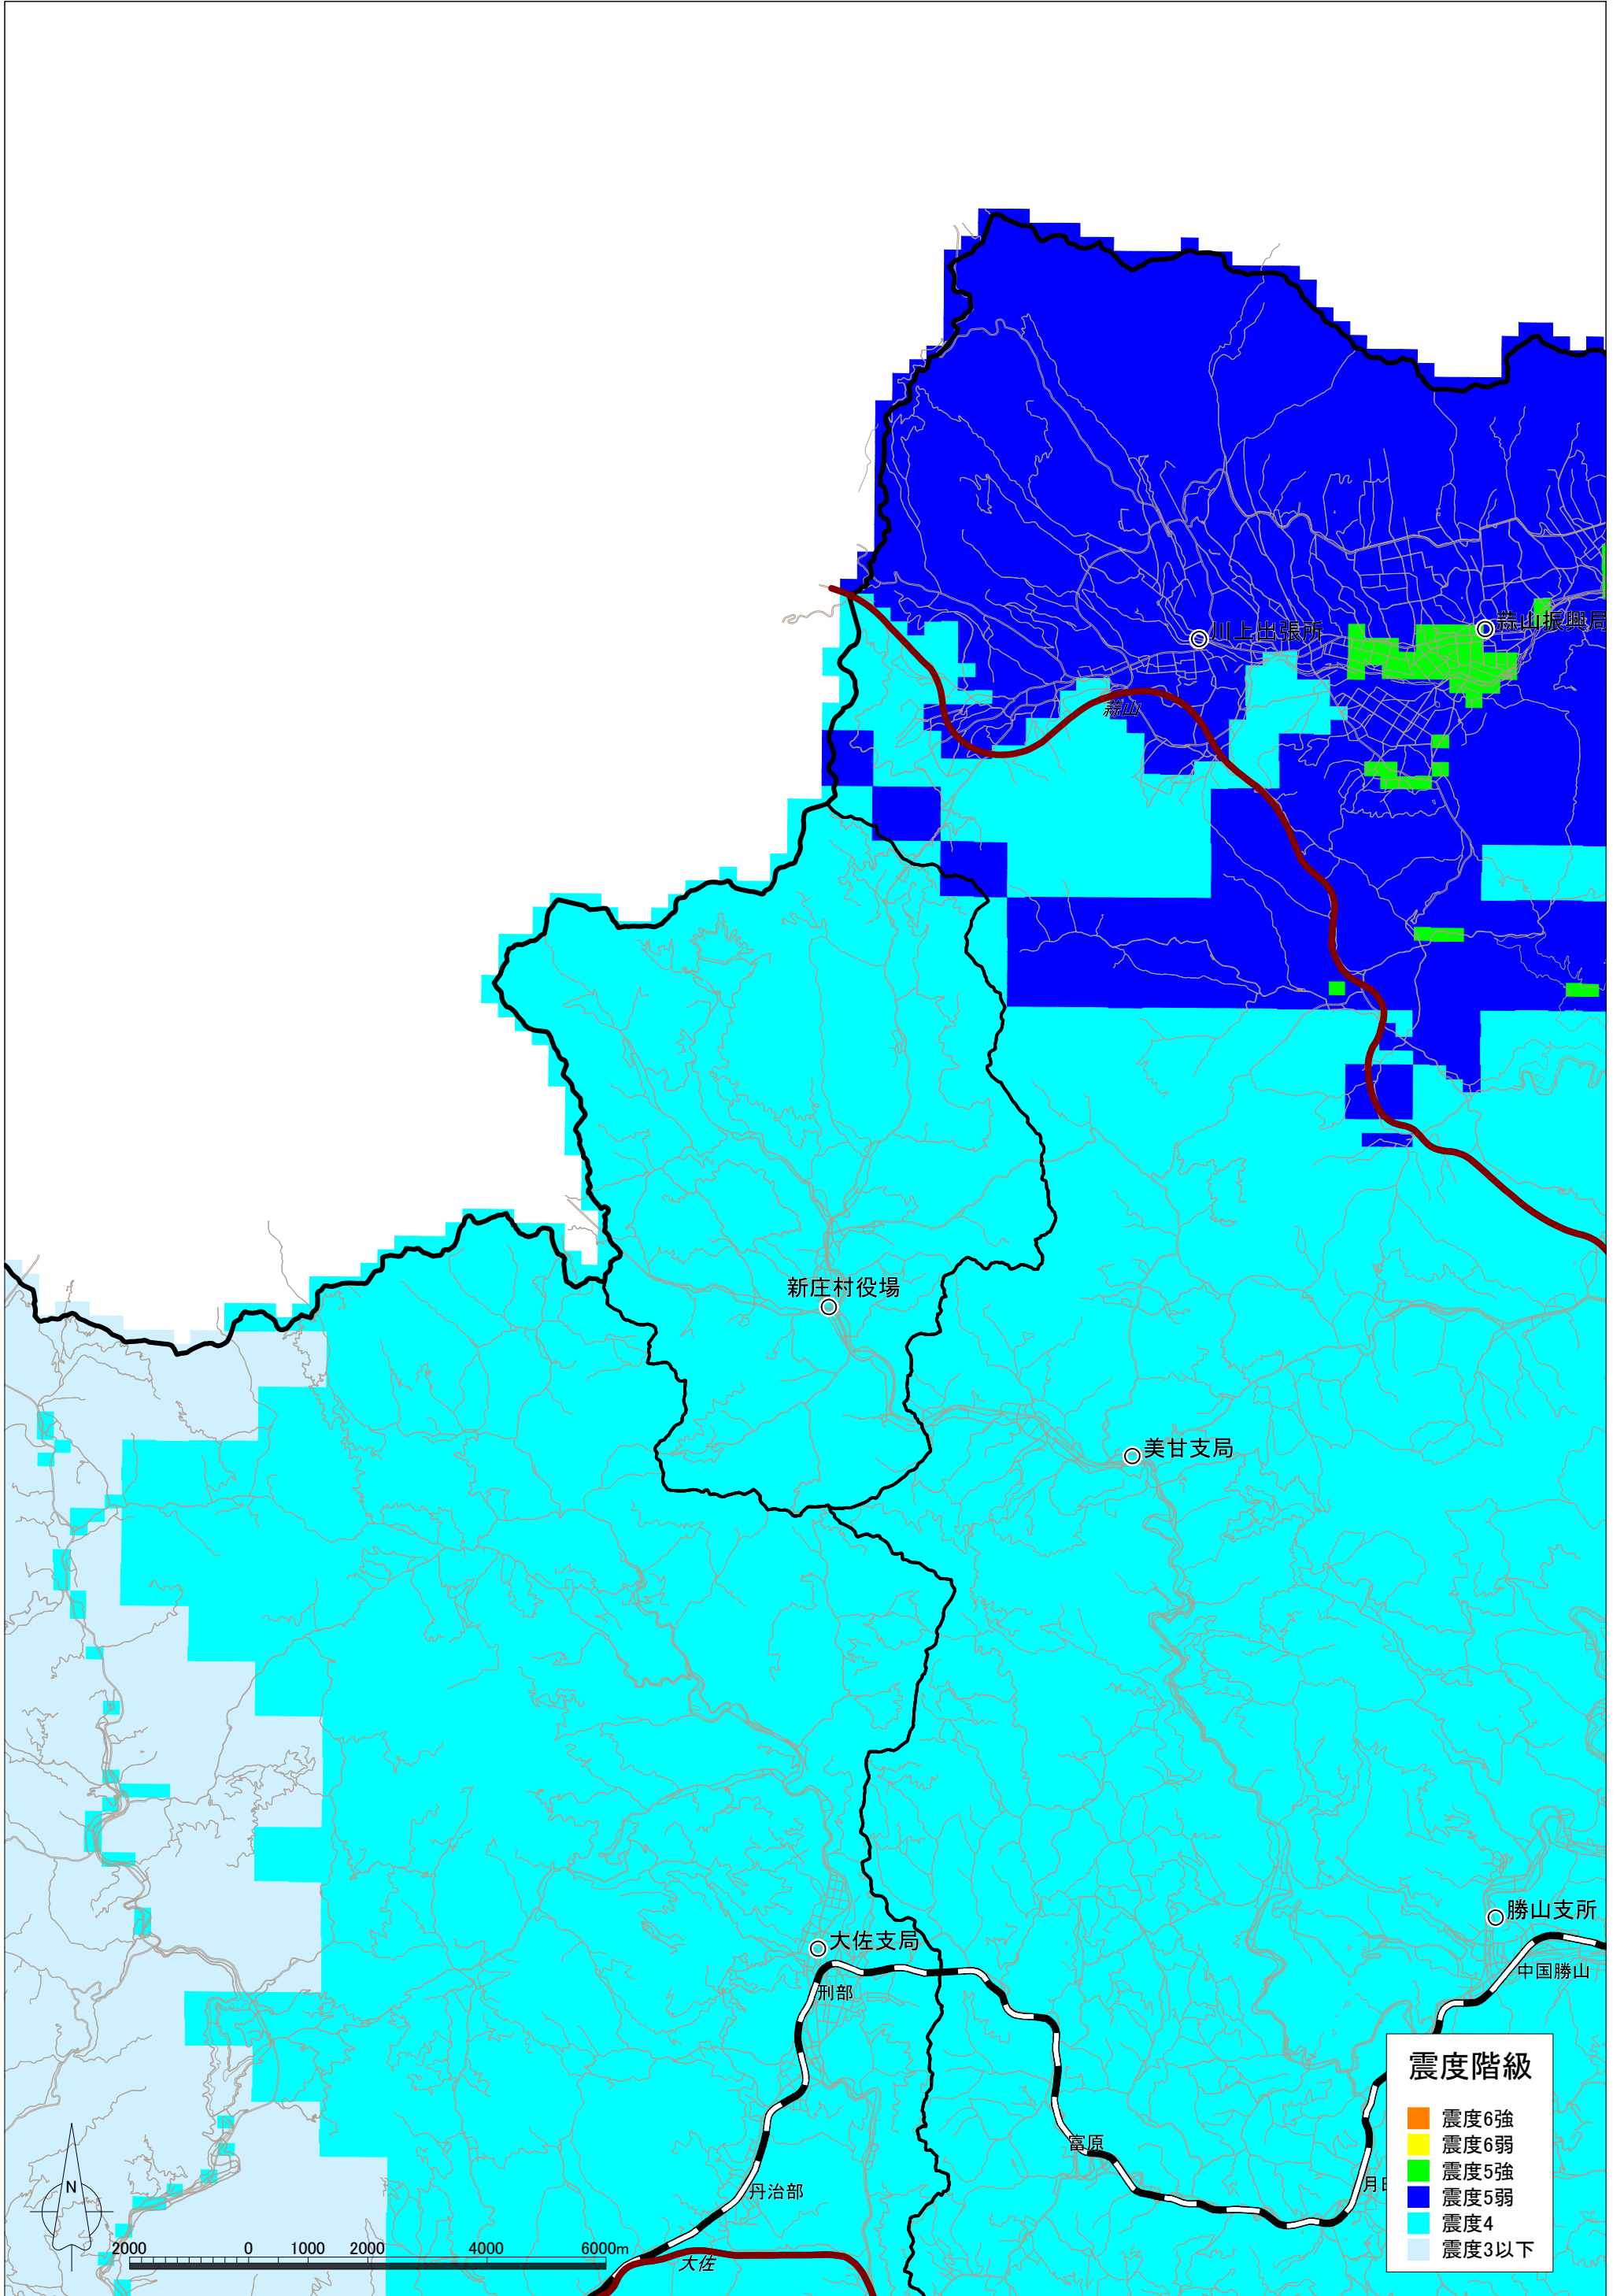 川上出張所
蒜山振興局
蒜山
新庄村役場
美甘支局
勝山支所
大佐支局
中国勝山
刑部
富原
丹治部
大佐
震度階級
震度6強
震度6弱
震度5強
震度5弱
震度4
震度3以下
N
2000 0 1000 2000 4000 6000m